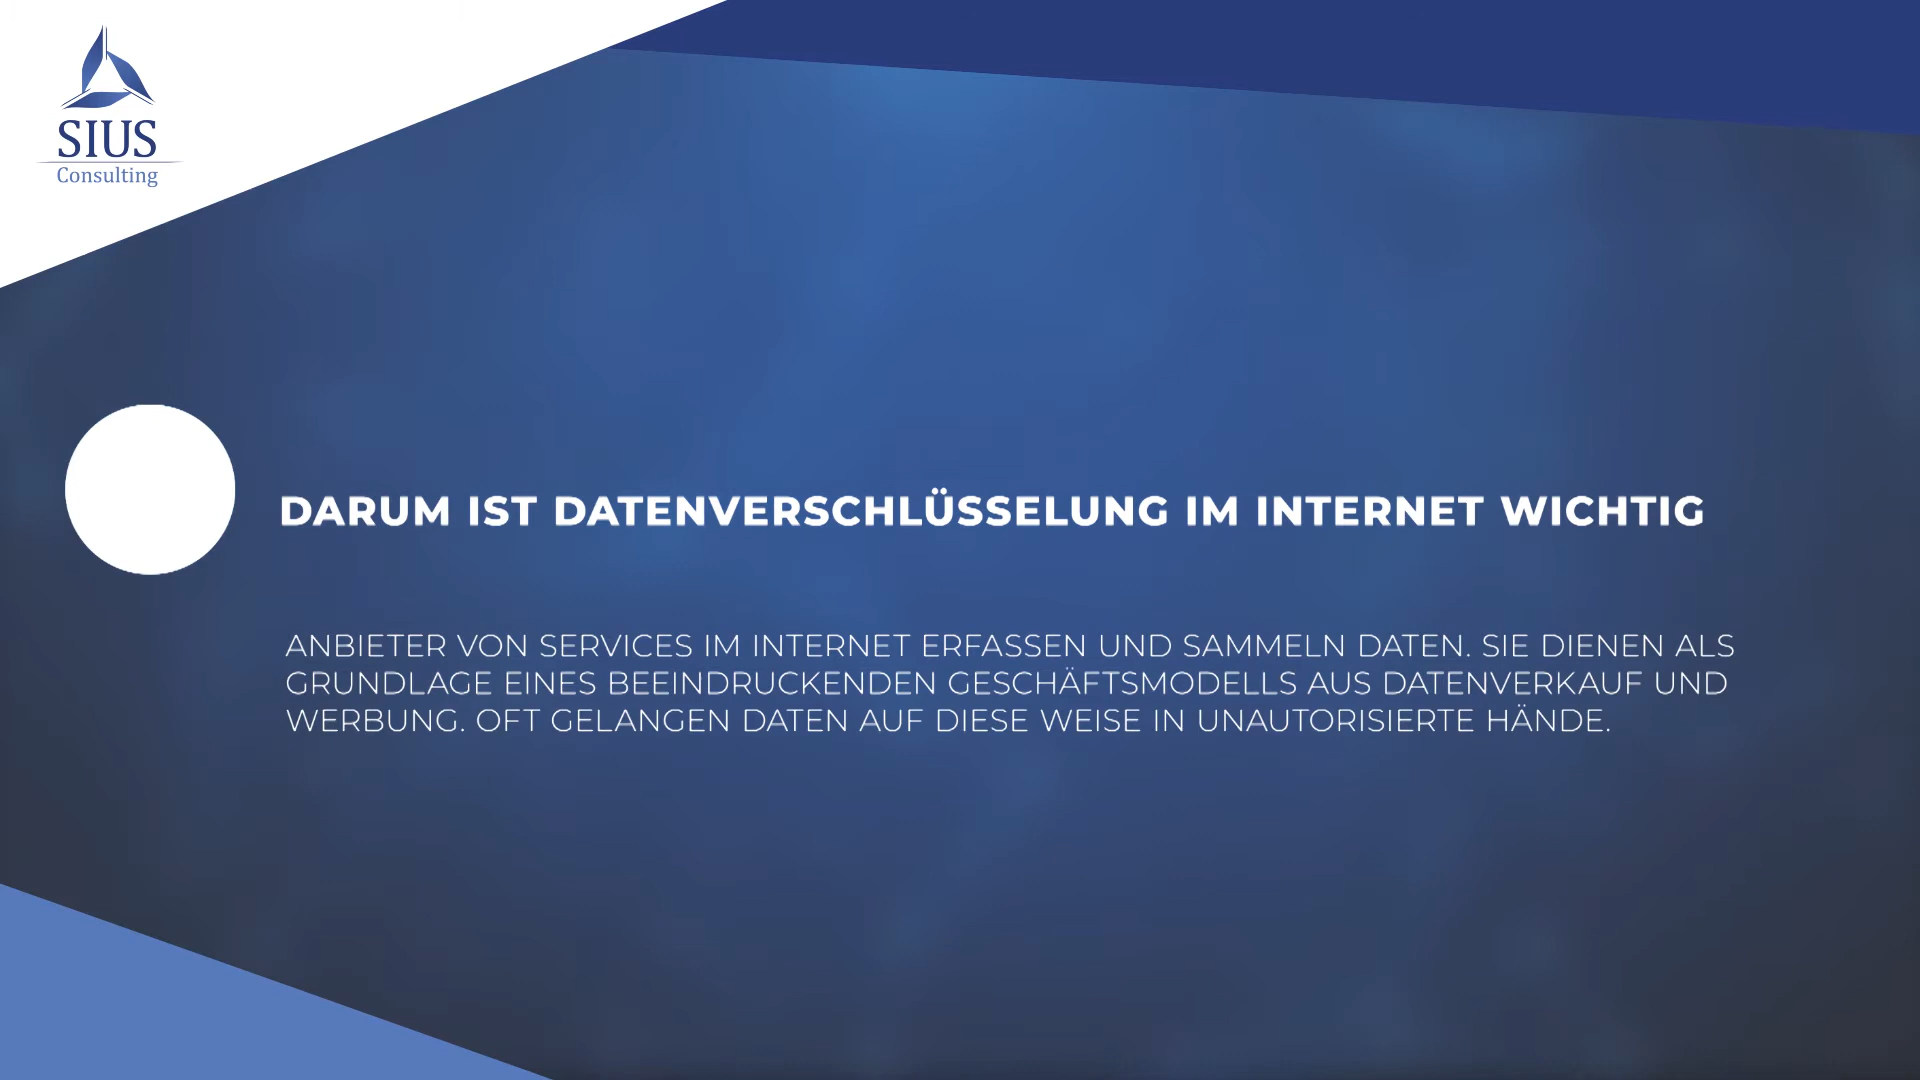 SIUS
Consulting
DARUM IST DATENVERSCHLÜSSELUNG IM INTERNET WICHTIG
ANBIETER VON SERVICES IM INTERNET ERFASSEN UND SAMMELN DATEN. SIE DIENEN ALS
GRUNDLAGE EINES BEEINDRUCKENDEN GESCHÄFTSMODELLS AUS DATENVERKAUF UND
WERBUNG. OFT GELANGEN DATEN AUF DIESE WEISE IN UNAUTORISIERTE HÄNDE.